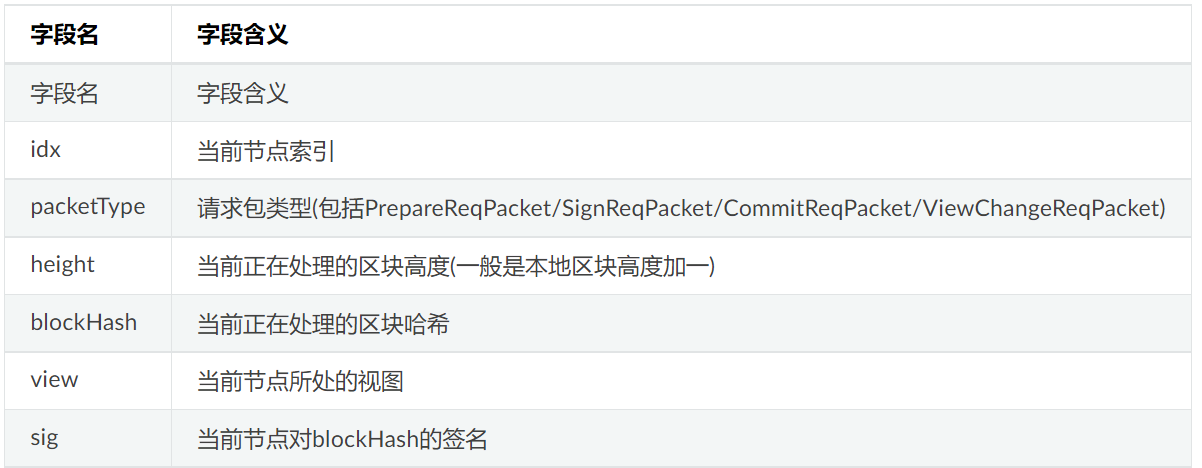 字段名 字段含义
字段名 字段含义
idx 当前节点索引
packetType 请求包类型(包括PrepareReqPacket/SignReqPacket/CommitReqPacket/ViewChangeReqPacket)
height 当前正在处理的区块高度(一般是本地区块高度加一)
blockHash 当前正在处理的区块哈希
view 当前节点所处的视图
sig 当前节点对blockHash的签名